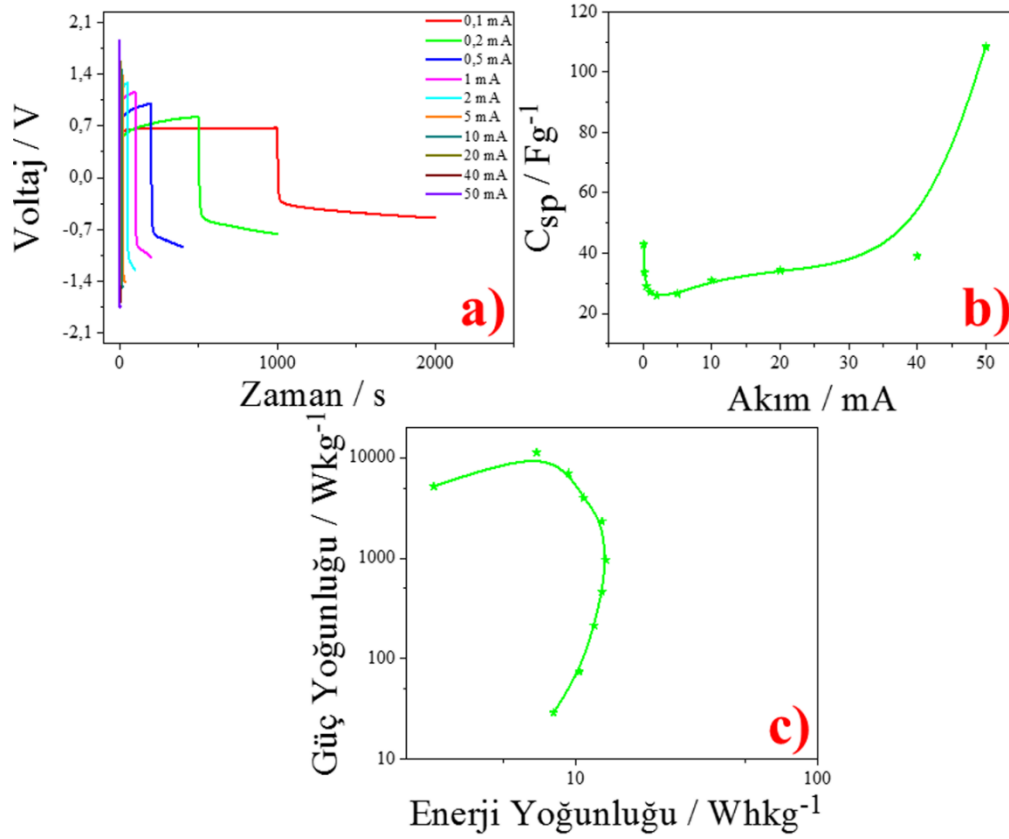 2,1
1,4
0,7
0,0
-0,7
-1,4
-2,1
Voltaj / V
0,1 mA
0,2 mA
0,5 mA
1 mA
2 mA
5 mA
10 mA
20 mA
40 mA
50 mA
a)
0 1000 2000
Zaman / s
120
100
80
60
40
20
Csp / Fg-1
b)
0 10 20 30 40 50
Akım / mA
10000
1000
100
10
Güç Yoğunluğu / Wkg-1
c)
10 100
Enerji Yoğunluğu / Whkg-1